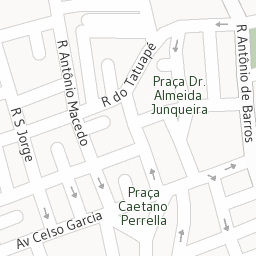 R Antônio Macedo
R do Tatuapé
R Antônio de Barros
Praça Dr.
Almeida
Junqueira
R S Jorge
Praça
Caetano
Perrella
Av Celso Garcia